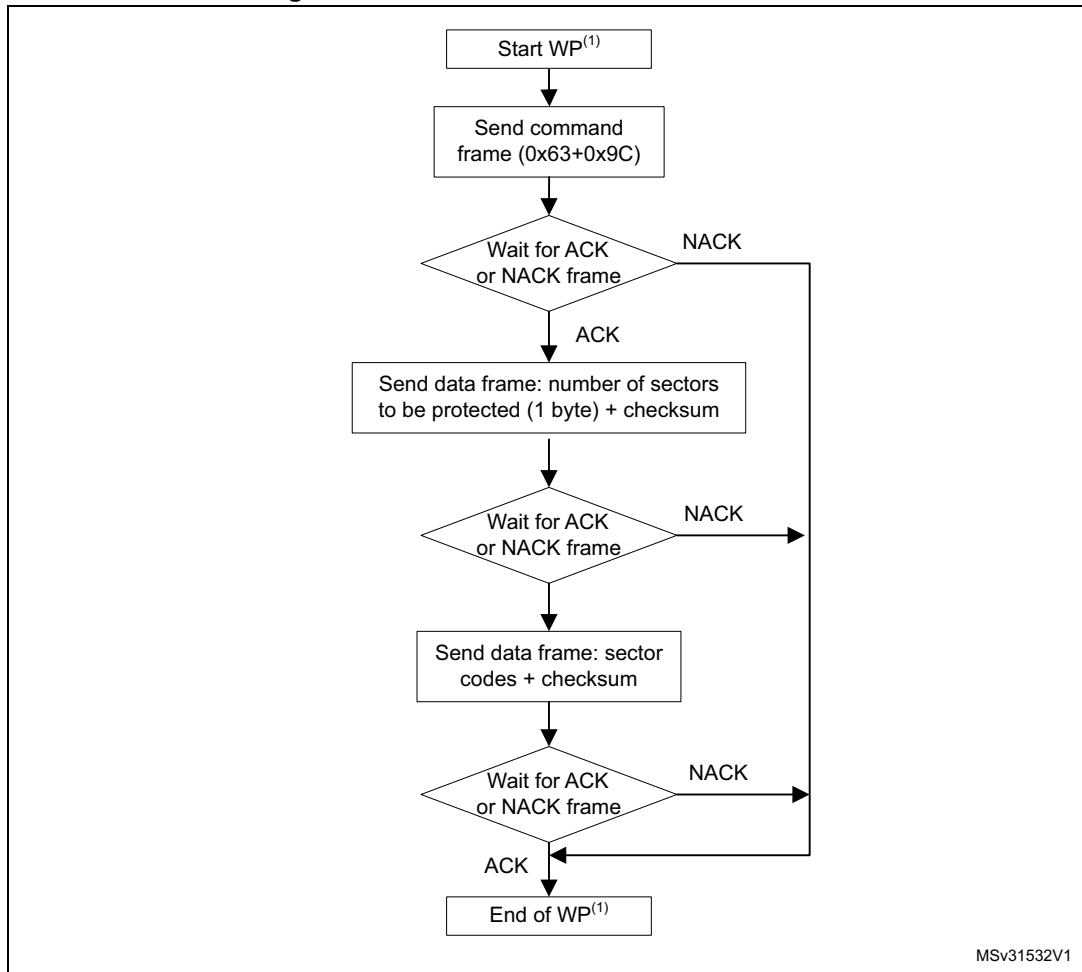 Start WP(1)
Send command
frame (0x63+0x9C)
Wait for ACK
or NACK frame
NACK
ACK
Send data frame: number of sectors
to be protected (1 byte) + checksum
Wait for ACK
or NACK frame
NACK
Send data frame: sector
codes + checksum
Wait for ACK
or NACK frame
NACK
ACK
End of WP(1)
MSv31532V1